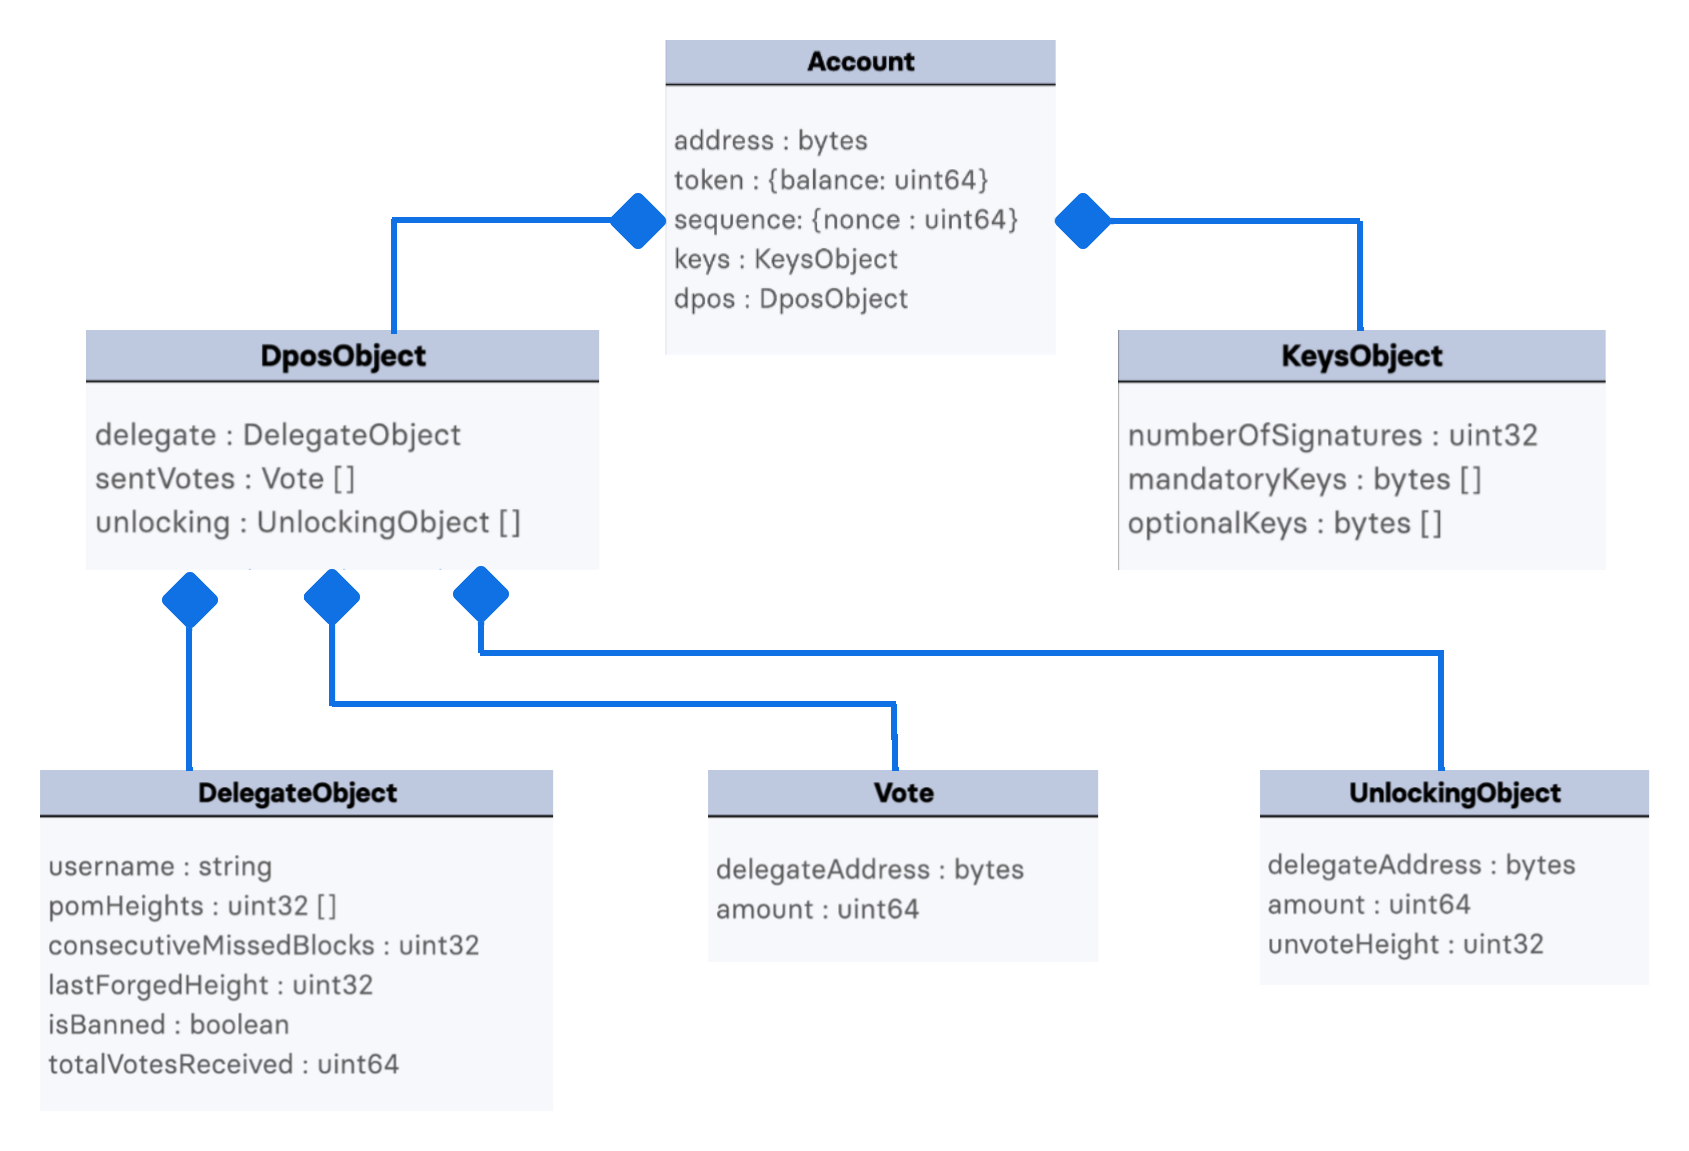 Account
address : bytes
token : {balance: uint64}
sequence: {nonce : uint64}
keys : KeysObject
dpos : DposObject
DposObject
delegate : DelegateObject
sentVotes : Vote []
unlocking : UnlockingObject []
KeysObject
numberOfSignatures : uint32
mandatoryKeys : bytes []
optionalKeys : bytes []
DelegateObject
username : string
pomHeights : uint32 []
consecutiveMissedBlocks : uint32
lastForgedHeight : uint32
isBanned : boolean
totalVotesReceived : uint64
Vote
delegateAddress : bytes
amount : uint64
UnlockingObject
delegateAddress : bytes
amount : uint64
unvoteHeight : uint32